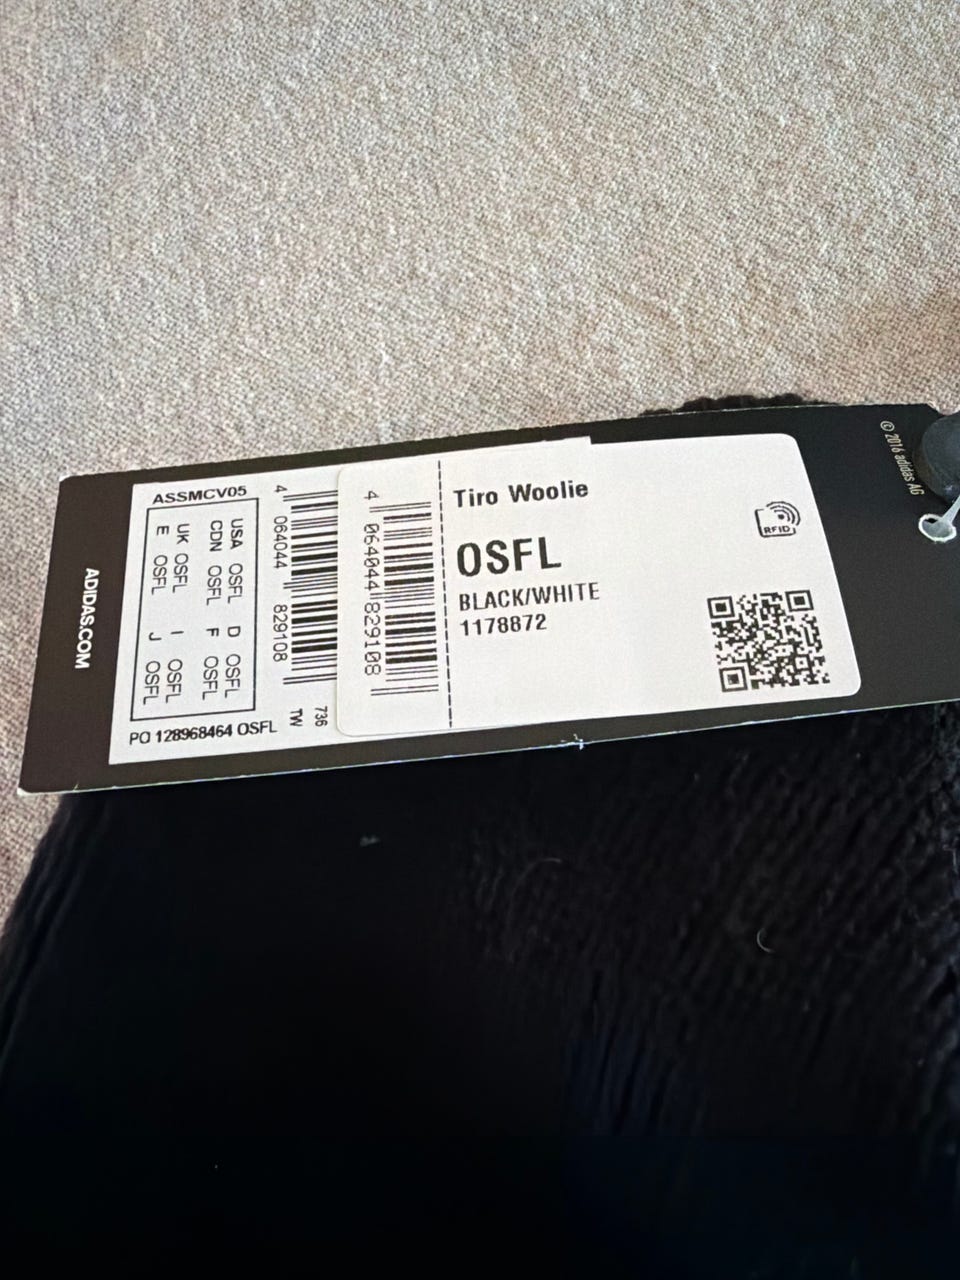 Tiro Woolie
OSFL
BLACK/WHITE
1178872
RFID
4 064044 829108
ASSMCV05
USA OSFL D OSFL
CDN OSFL F OSFL
UK OSFL I OSFL
E OSFL J OSFL
4 064044 829108
736
TW
PO 128968464 OSFL
ADIDAS.COM
© 2016 adidas AG